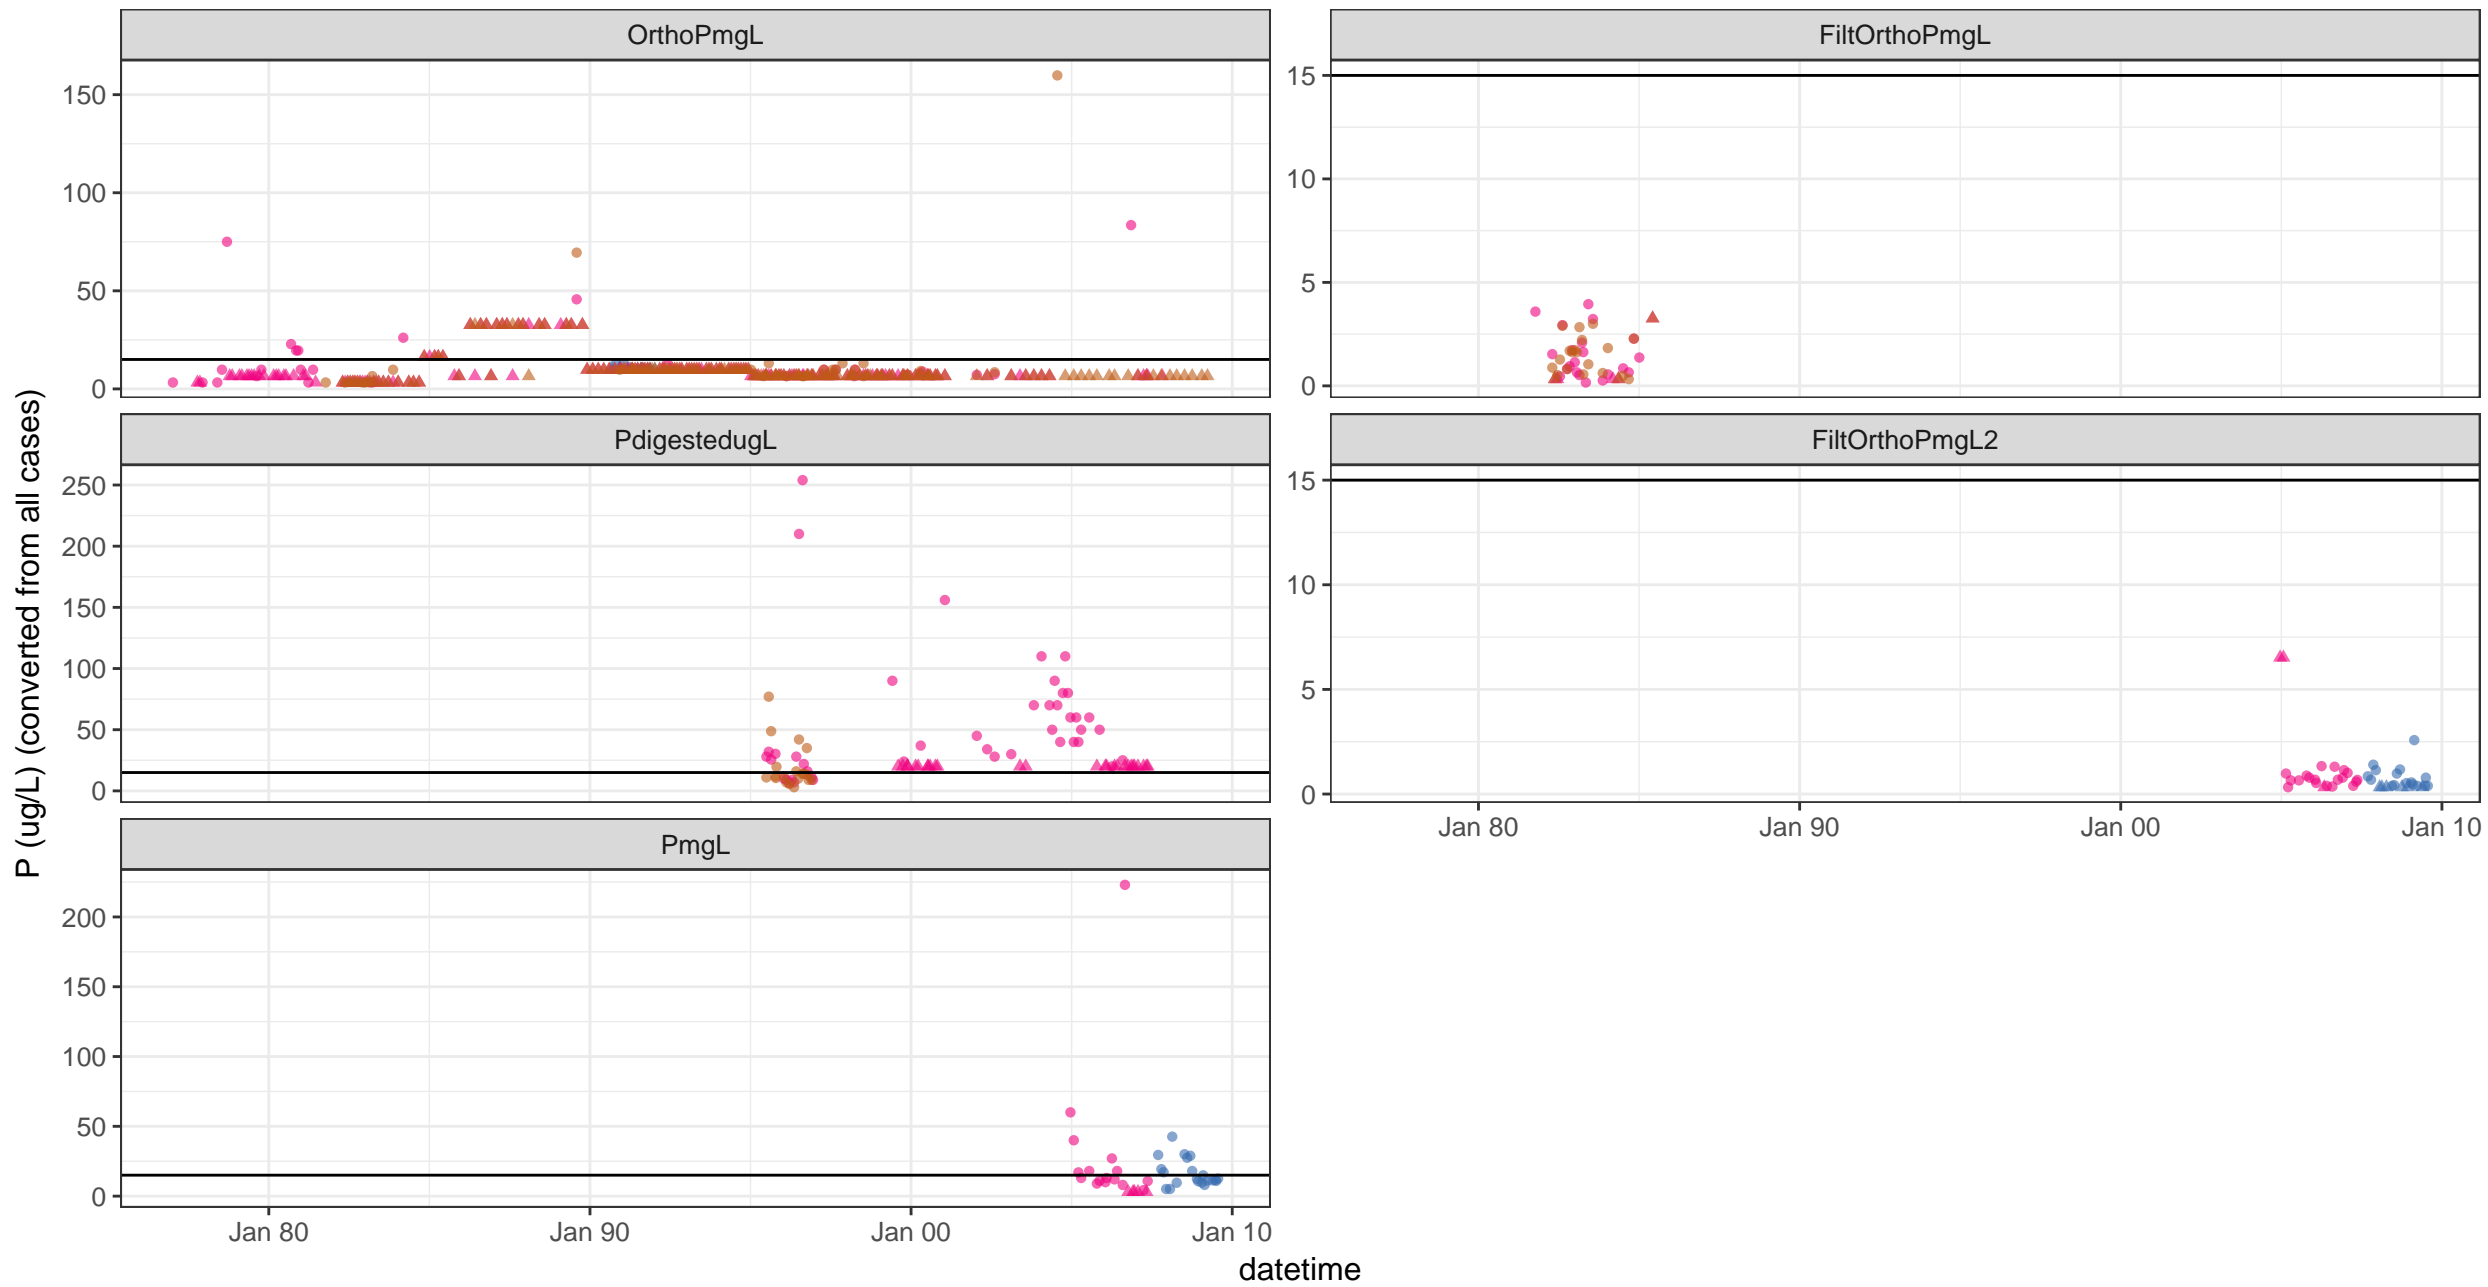 OrthoPmgL
FiltOrthoPmgL
150
100
50
0
15
10
5
0
PdigestedugL
FiltOrthoPmgL2
250
200
150
100
50
0
15
10
5
0
Jan 80
Jan 90
Jan 00
Jan 10
PmgL
200
150
100
50
0
Jan 80
Jan 90
Jan 00
Jan 10
datetime
P (ug/L) (converted from all cases)